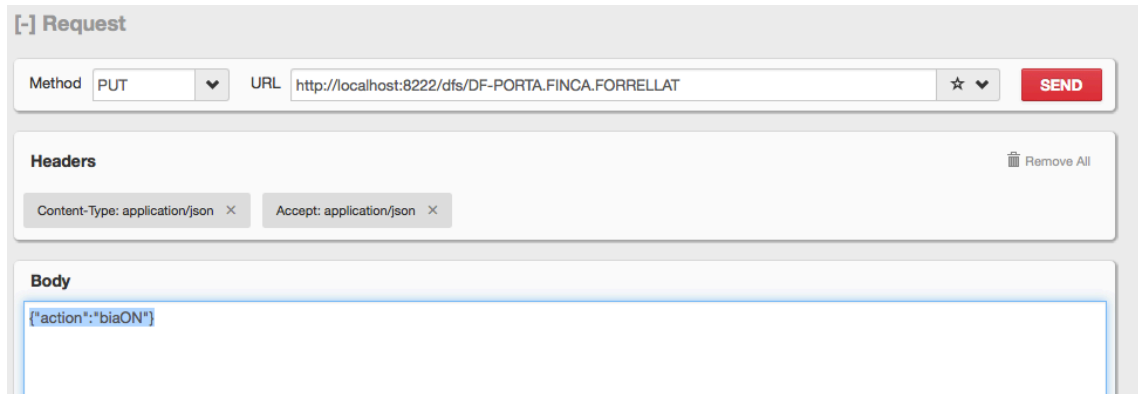 [-] Request
Method PUT URL http://localhost:8222/dfs/DF-PORTA.FINCA.FORRELLAT SEND
Headers Remove All
Content-Type: application/json × Accept: application/json ×
Body
{"action":"biaON"}